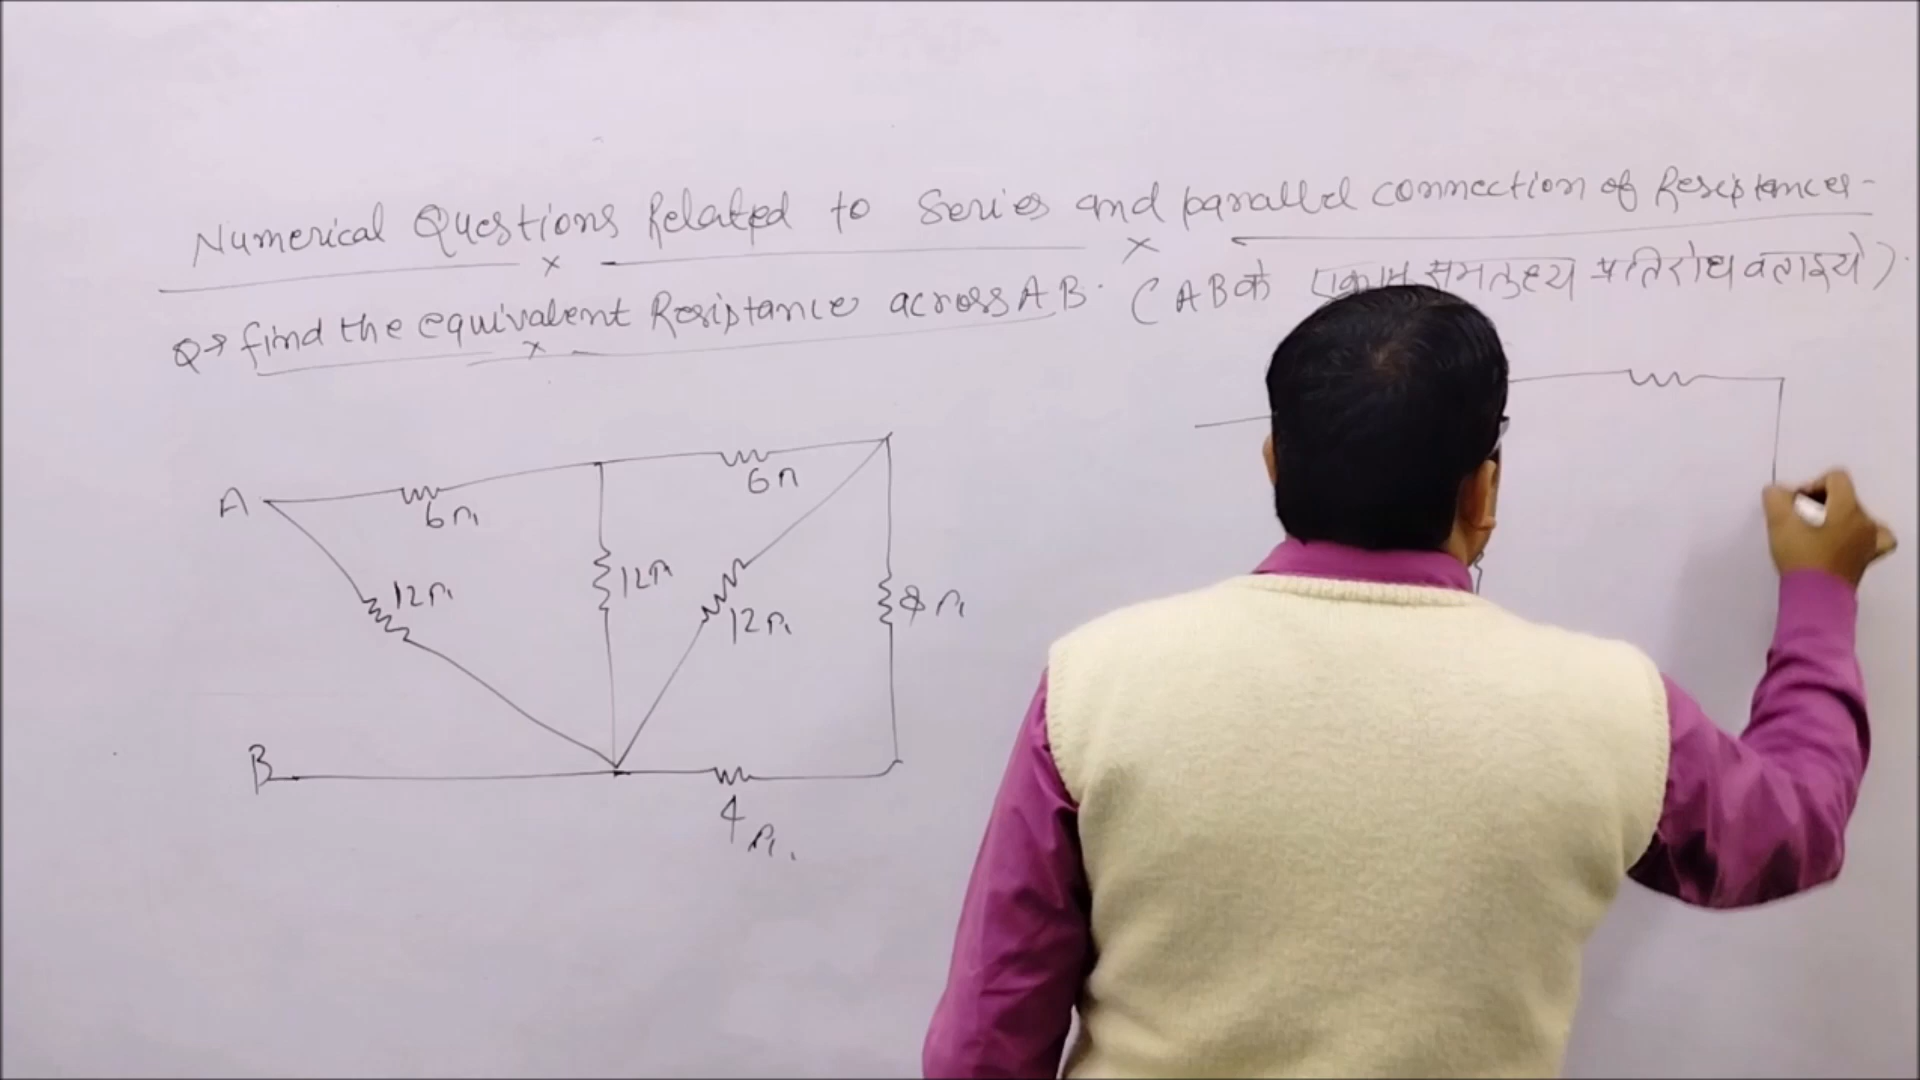 Numerical Questions Related to Series and parallel connection of Resistances-
Q→ find the equivalent Resistance across AB. (AB के समतुल्य प्रतिरोध बताइये).
A
6Ω
6Ω
12Ω
12Ω
12Ω
8Ω
B
4Ω